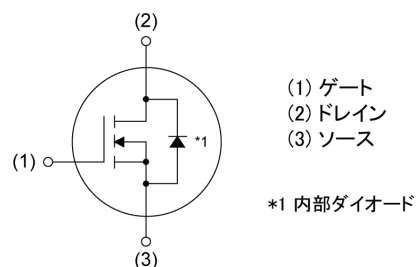 (2)
(1) ゲート
(2) ドレイン
(3) ソース
*1
(1)
*1 内部ダイオード
(3)